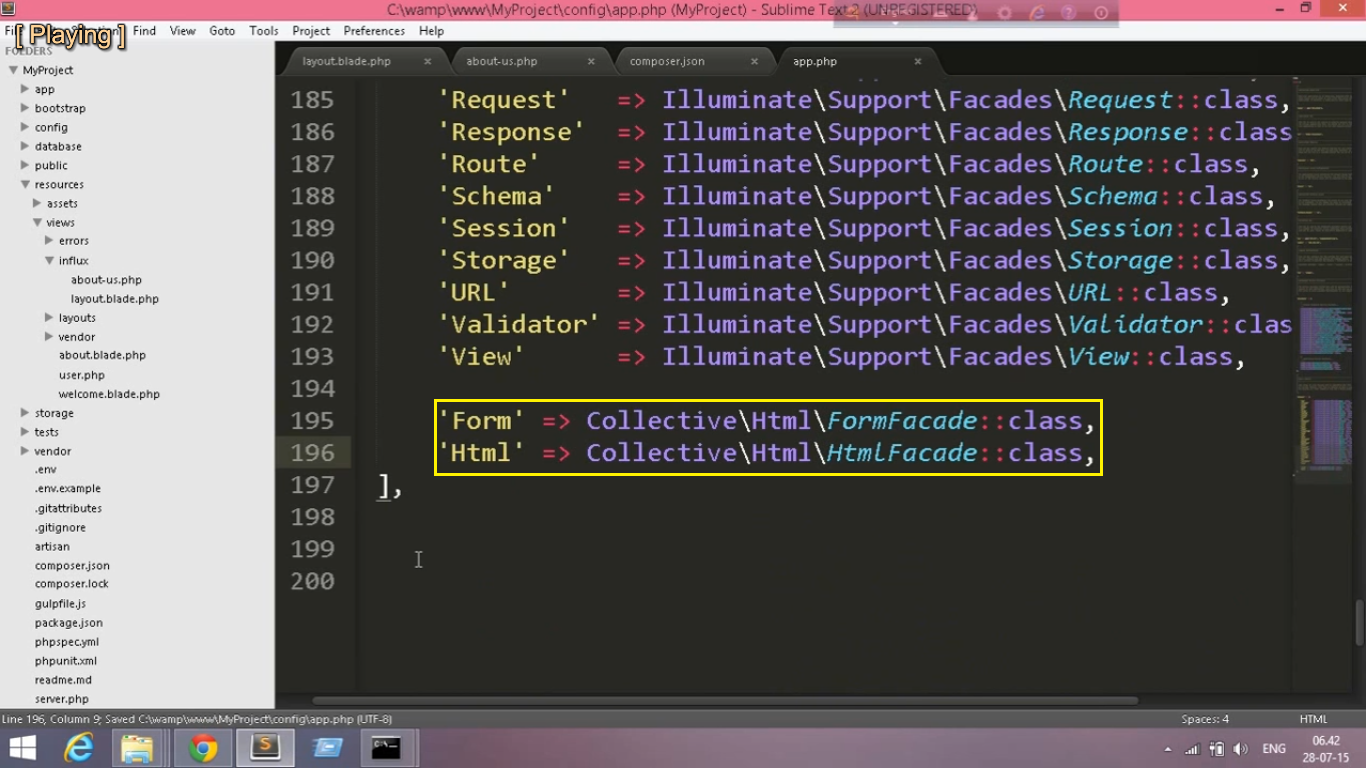 C:\wamp\www\MyProject\config\app.php (MyProject) - Sublime Text 2 (UNREGISTERED)
[ Playing ]
Find View Goto Tools Project Preferences Help
FOLDERS
MyProject
app
bootstrap
config
database
public
resources
assets
views
errors
influx
about-us.php
layout.blade.php
layouts
vendor
about.blade.php
user.php
welcome.blade.php
storage
tests
vendor
.env
.env.example
.gitattributes
.gitignore
artisan
composer.json
composer.lock
gulpfile.js
package.json
phpspec.yml
phpunit.xml
readme.md
server.php
layout.blade.php × about-us.php × composer.json × app.php ×
185 'Request' => Illuminate\Support\Facades\Request::class,
186 'Response' => Illuminate\Support\Facades\Response::class
187 'Route' => Illuminate\Support\Facades\Route::class,
188 'Schema' => Illuminate\Support\Facades\Schema::class,
189 'Session' => Illuminate\Support\Facades\Session::class,
190 'Storage' => Illuminate\Support\Facades\Storage::class,
191 'URL' => Illuminate\Support\Facades\URL::class,
192 'Validator' => Illuminate\Support\Facades\Validator::clas
193 'View' => Illuminate\Support\Facades\View::class,
194
195 'Form' => Collective\Html\FormFacade::class,
196 'Html' => Collective\Html\HtmlFacade::class,
197 ],
198
199
200
Line 196, Column 9; Saved C:\wamp\www\MyProject\config\app.php (UTF-8) Spaces: 4 HTML
ENG
06.42
28-07-15